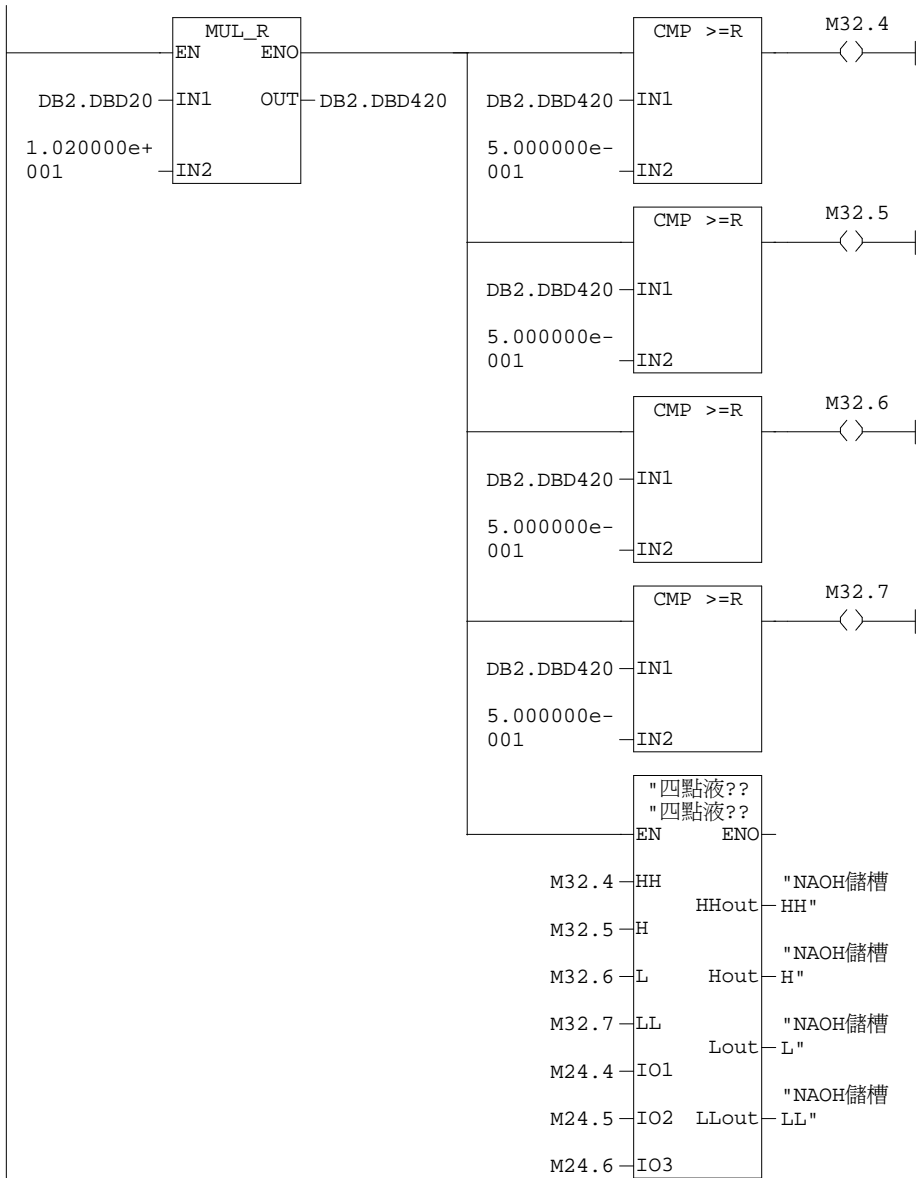 MUL_R
EN ENO
DB2.DBD20 IN1 OUT DB2.DBD420
1.020000e+
001 IN2
CMP >=R
M32.4
DB2.DBD420 IN1
5.000000e-
001 IN2
CMP >=R
M32.5
DB2.DBD420 IN1
5.000000e-
001 IN2
CMP >=R
M32.6
DB2.DBD420 IN1
5.000000e-
001 IN2
CMP >=R
M32.7
DB2.DBD420 IN1
5.000000e-
001 IN2
"四點液??
"四點液??
EN ENO
M32.4 HH
HHout "NAOH儲槽
HH"
M32.5 H
M32.6 L
Hout "NAOH儲槽
H"
M32.7 LL
Lout "NAOH儲槽
L"
M24.4 IO1
M24.5 IO2
LLout "NAOH儲槽
LL"
M24.6 IO3